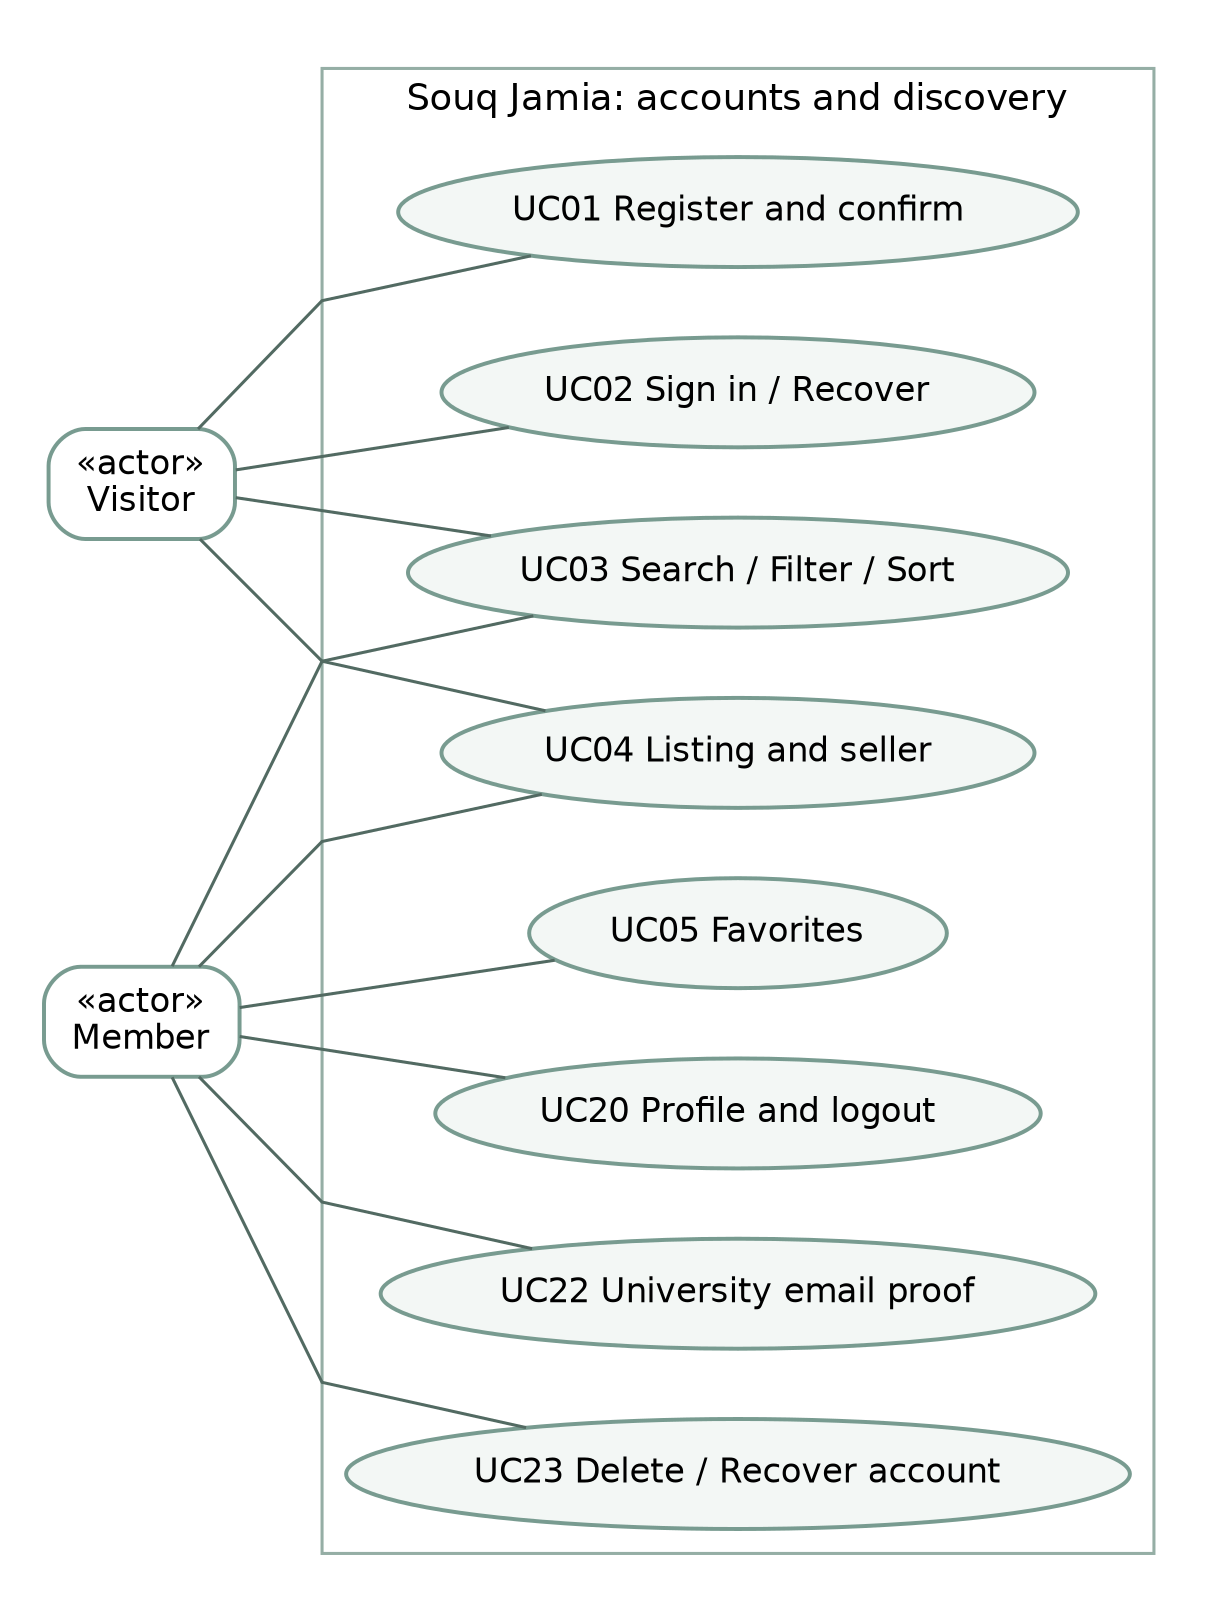 Souq Jamia: accounts and discovery
UC01 Register and confirm
UC02 Sign in / Recover
«actor»
Visitor
UC03 Search / Filter / Sort
UC04 Listing and seller
UC05 Favorites
«actor»
Member
UC20 Profile and logout
UC22 University email proof
UC23 Delete / Recover account